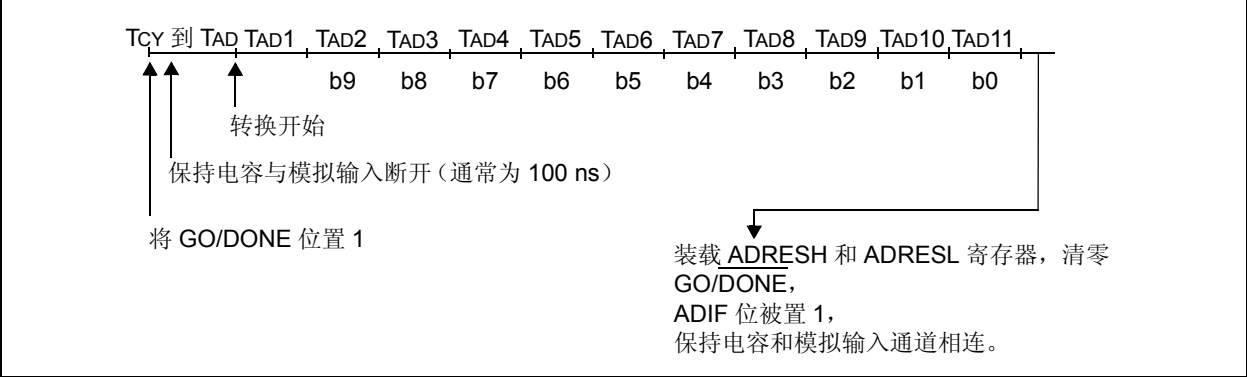 TCY 到 TAD TAD1 TAD2 TAD3 TAD4 TAD5 TAD6 TAD7 TAD8 TAD9 TAD10 TAD11
b9 b8 b7 b6 b5 b4 b3 b2 b1 b0
转换开始
保持电容与模拟输入断开（通常为 100 ns）
将 GO/DONE 位置 1
装载 ADRESH 和 ADRESL 寄存器，清零
GO/DONE，
ADIF 位被置 1，
保持电容和模拟输入通道相连。